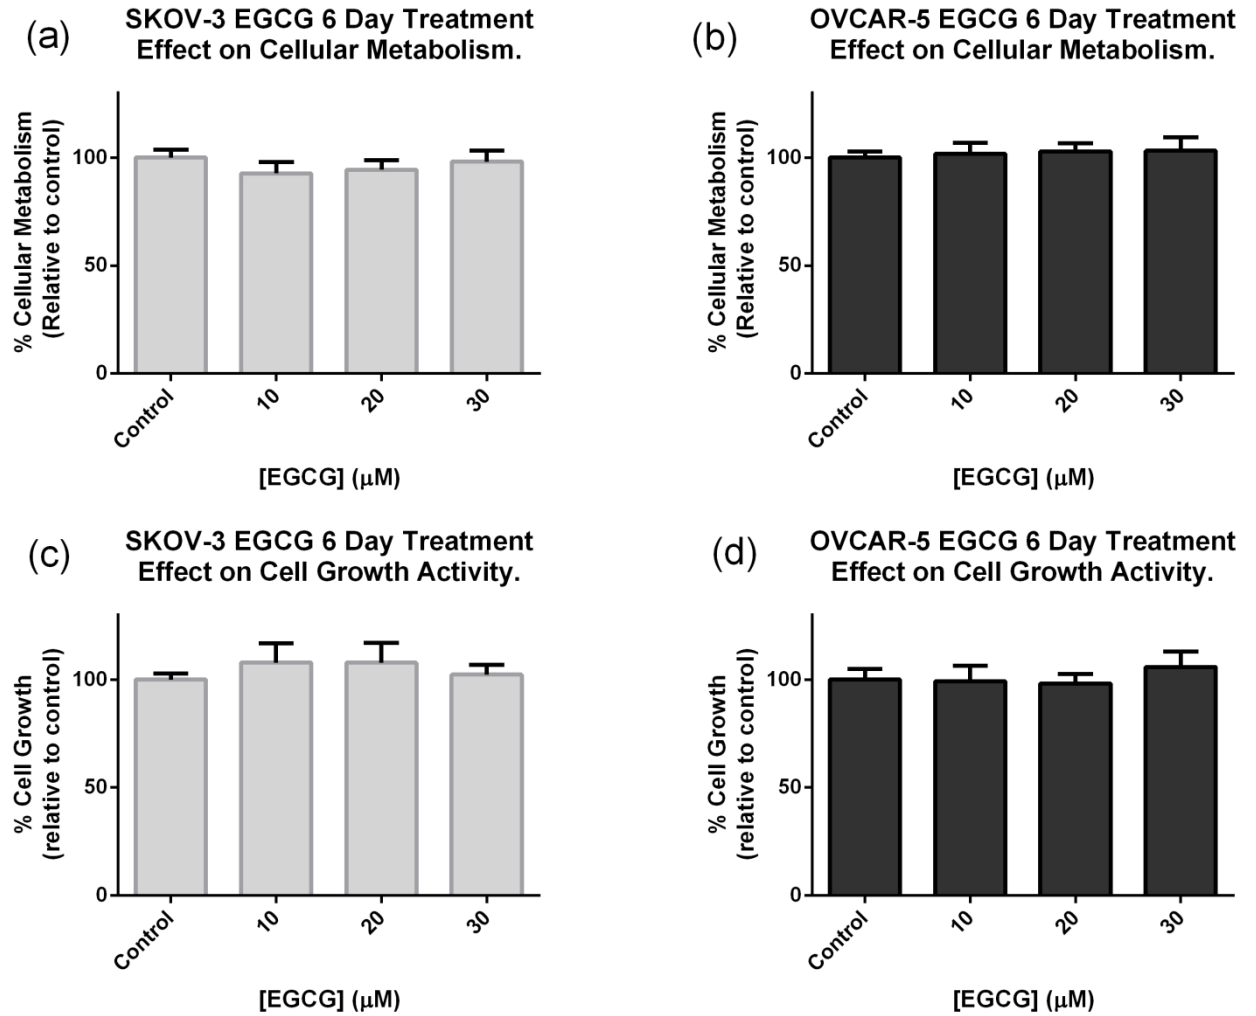 (a)
SKOV-3 EGCG 6 Day Treatment
Effect on Cellular Metabolism.
% Cellular Metabolism
(Relative to control)
100
50
0
Control
10
20
30
[EGCG] (μM)
(b)
OVCAR-5 EGCG 6 Day Treatment
Effect on Cellular Metabolism.
% Cellular Metabolism
(Relative to control)
100
50
0
Control
10
20
30
[EGCG] (μM)
(c)
SKOV-3 EGCG 6 Day Treatment
Effect on Cell Growth Activity.
% Cell Growth
(relative to control)
100
50
0
Control
10
20
30
[EGCG] (μM)
(d)
OVCAR-5 EGCG 6 Day Treatment
Effect on Cell Growth Activity.
% Cell Growth
(relative to control)
100
50
0
Control
10
20
30
[EGCG] (μM)